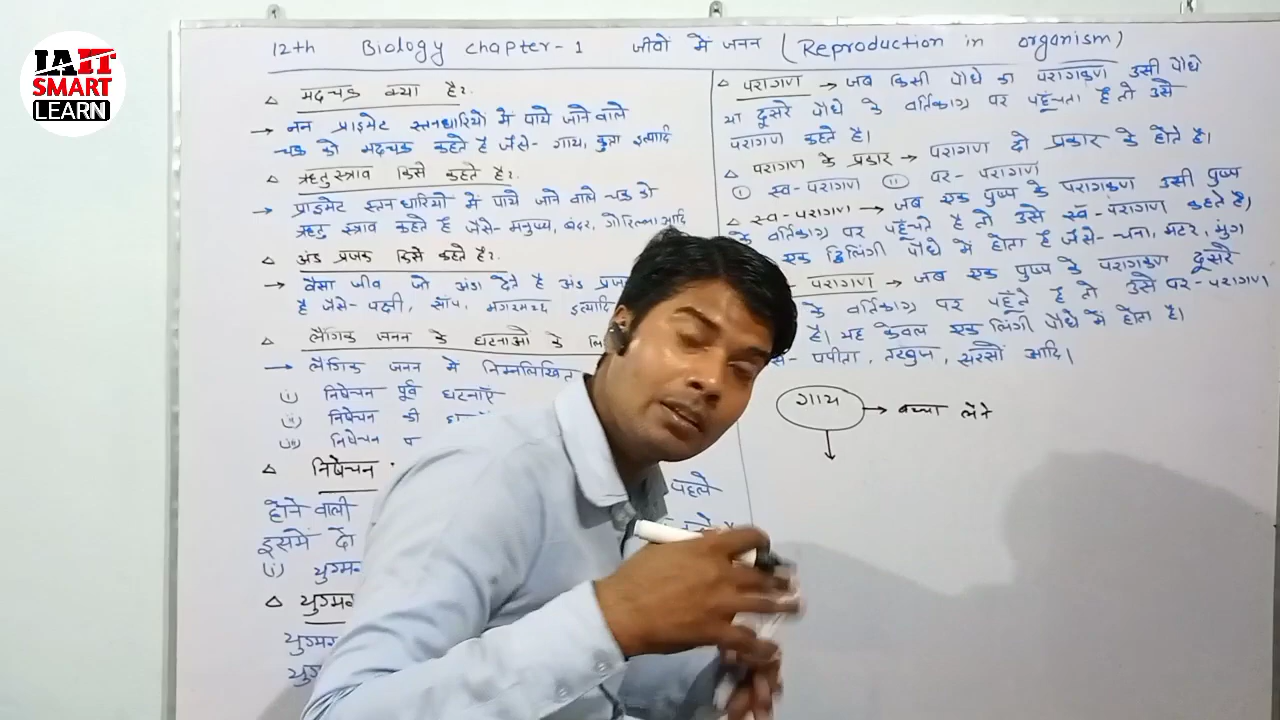 IAIT
SMART
LEARN
12th Biology chapter-1 जीवों में जनन (Reproduction in organism)
△ मदचक्र क्या है?
→ नन प्राइमेट स्तनधारियों में पाये जाने वाले
चक्र को मदचक्र कहते है जैसे- गाय, कुत्ता इत्यादि
△ ऋतुस्त्राव किसे कहते है?
→ प्राइमेट स्तनधारियों में पाये जाने वाले चक्र को
ऋतु स्त्राव कहते है जैसे- मनुष्य, बंदर, गोरिल्ला आदि
△ अंड प्रजक किसे कहते है?
→ वैसा जीव जो अंडा देते है अंड
है जैसे- पक्षी, साँप, मगरमच्छ इत्यादि
△ लैंगिक जनन के घटनाओ के
→ लैंगिक जनन में निम्नलिखित
(i) निषेचन पूर्व घटनाएँ
(ii) निषेचन की
(iii) निषेचन
△ निषेचन
पहले
होने वाली
इसमें दो
(i)
△
△ परागण → जब किसी पौधे का परागकण उसी पौधे
या दूसरे पौधे के वर्तिकाग्र पर पहुँचता है तो उसे
परागण कहते है।
△ परागण के प्रकार → परागण दो प्रकार के होते है।
(i) स्व-परागण (ii) पर-परागण
△ स्व-परागण → जब एक पुष्प के परागकण उसी पुष्प
के वर्तिकाग्र पर पहुँचते है तो उसे स्व-परागण कहते है,
एक द्विलिंगी पौधे में होता है जैसे- चना, मटर, मुंग
परागण → जब एक पुष्प के परागकण दूसरे
के वर्तिकाग्र पर पहुँते है तो उसे पर-परागण
है। यह केवल एक लिंगी पौधे में होता है।
पपीता, तरबुज, सरसों आदि।
गाय → बच्चा लेने